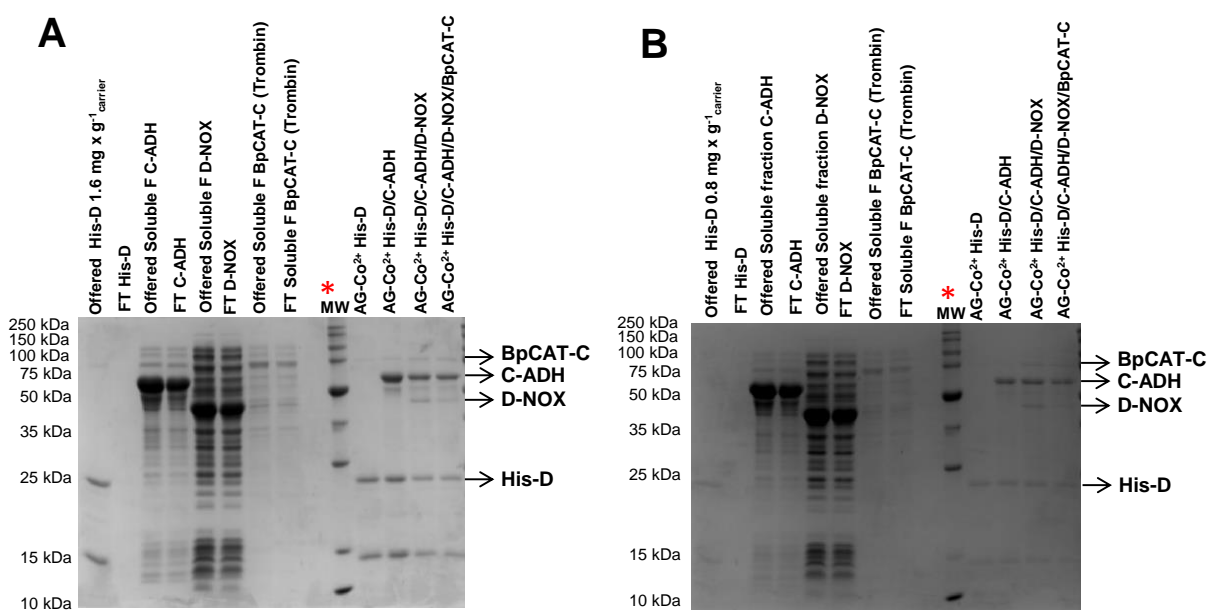 A
Offered His-D 1.6 mg x g⁻¹carrier
FT His-D
Offered Soluble F C-ADH
FT C-ADH
Offered Soluble F D-NOX
FT D-NOX
Offered Soluble F BpCAT-C (Trombin)
FT Soluble F BpCAT-C (Trombin)
*
MW
AG-Co²⁺ His-D
AG-Co²⁺ His-D/C-ADH
AG-Co²⁺ His-D/C-ADH/D-NOX
AG-Co²⁺ His-D/C-ADH/D-NOX/BpCAT-C
250 kDa
150 kDa
100 kDa
75 kDa
50 kDa
35 kDa
25 kDa
15 kDa
10 kDa
BpCAT-C
C-ADH
D-NOX
His-D
B
Offered His-D 0.8 mg x g⁻¹carrier
FT His-D
Offered Soluble fraction C-ADH
FT C-ADH
Offered Soluble fraction D-NOX
FT D-NOX
Offered Soluble F BpCAT-C (Trombin)
FT Soluble F BpCAT-C (Trombin)
*
MW
AG-Co²⁺ His-D
AG-Co²⁺ His-D/C-ADH
AG-Co²⁺ His-D/C-ADH/D-NOX
AG-Co²⁺ His-D/C-ADH/D-NOX/BpCAT-C
250 kDa
150 kDa
100 kDa
75 kDa
50 kDa
35 kDa
25 kDa
15 kDa
10 kDa
BpCAT-C
C-ADH
D-NOX
His-D